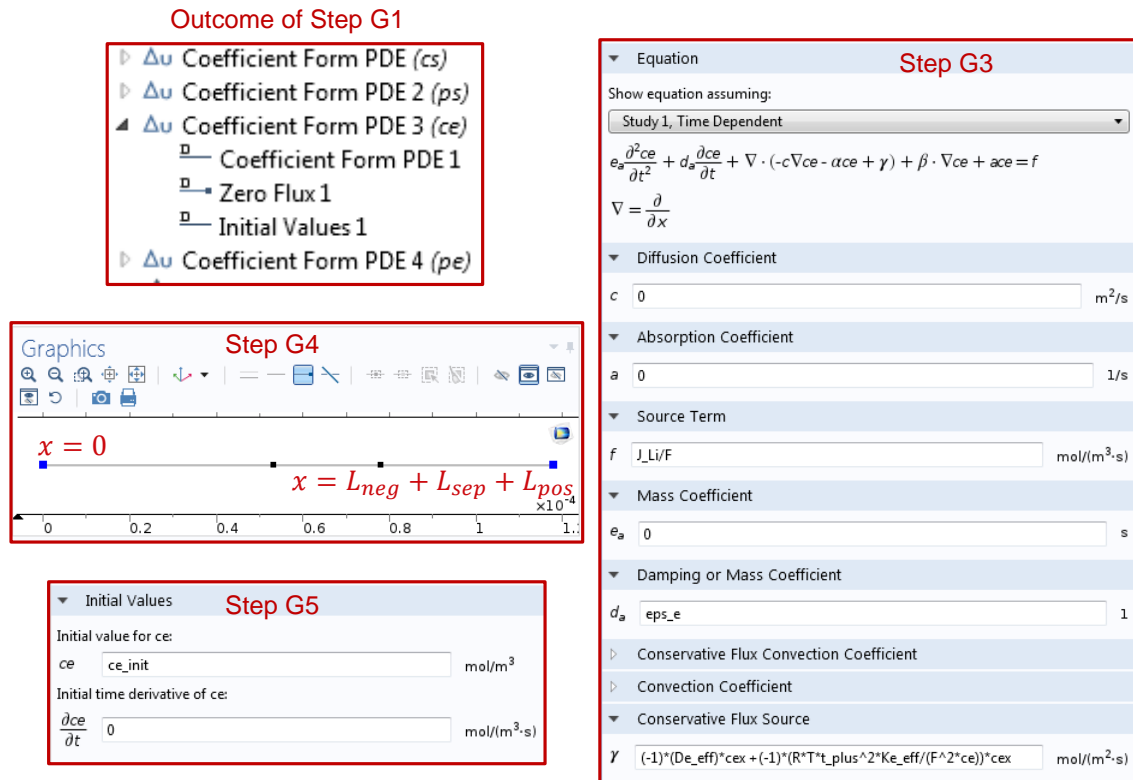 Outcome of Step G1
Δu Coefficient Form PDE (cs)
Δu Coefficient Form PDE 2 (ps)
Δu Coefficient Form PDE 3 (ce)
D Coefficient Form PDE 1
D Zero Flux 1
D Initial Values 1
Δu Coefficient Form PDE 4 (pe)
Step G4
Graphics
x = 0
x = L_neg + L_sep + L_pos
×10⁻⁴
0 0.2 0.4 0.6 0.8 1 1.
Step G5
Initial Values
Initial value for ce:
ce ce_init mol/m³
Initial time derivative of ce:
∂ce/∂t 0 mol/(m³·s)
Step G3
Equation
Show equation assuming:
Study 1, Time Dependent
e_a ∂²ce/∂t² + d_a ∂ce/∂t + ∇ · (-c∇ce - αce + γ) + β · ∇ce + ace = f
∇ = ∂/∂x
Diffusion Coefficient
c 0 m²/s
Absorption Coefficient
a 0 1/s
Source Term
f J_Li/F mol/(m³·s)
Mass Coefficient
e_a 0 s
Damping or Mass Coefficient
d_a eps_e 1
Conservative Flux Convection Coefficient
Convection Coefficient
Conservative Flux Source
γ (-1)*(De_eff)*cex+(-1)*(R*T*t_plus^2*Ke_eff/(F^2*ce))*cex mol/(m²·s)